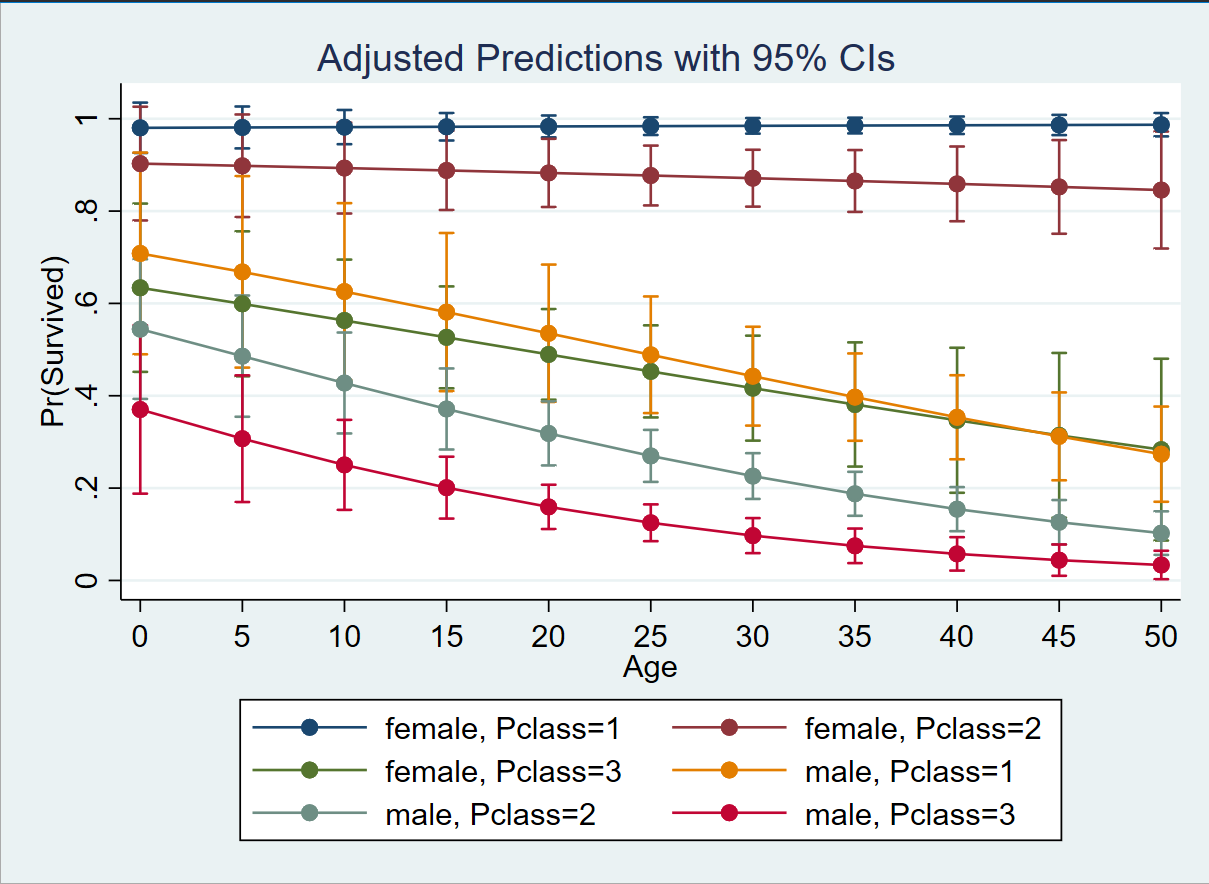 Adjusted Predictions with 95% CIs
Pr(Survived)
1
.8
.6
.4
.2
0
0 5 10 15 20 25 30 35 40 45 50
Age
female, Pclass=1 female, Pclass=2
female, Pclass=3 male, Pclass=1
male, Pclass=2 male, Pclass=3